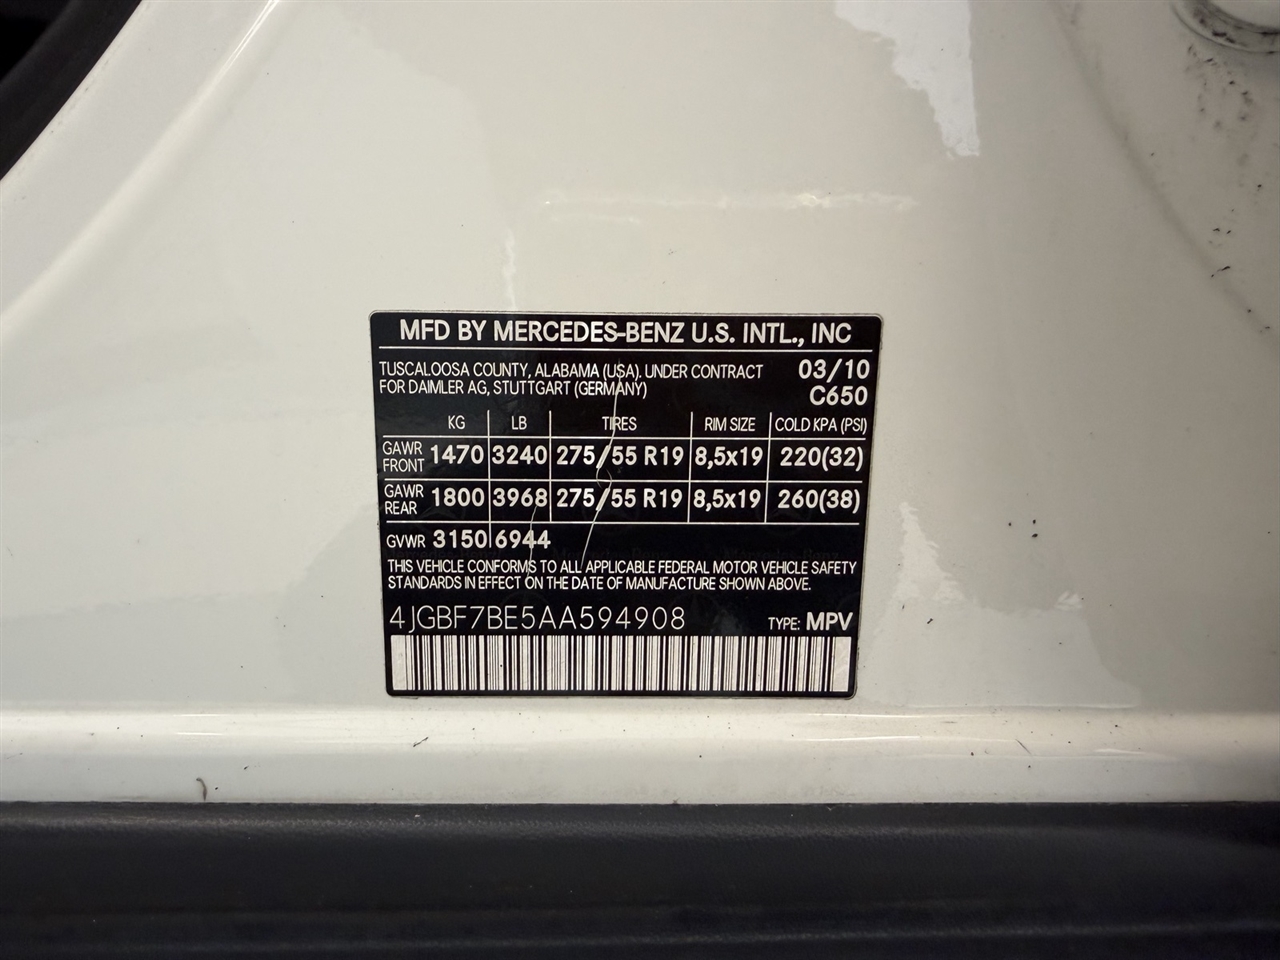 MFD BY MERCEDES-BENZ U.S. INTL., INC
TUSCALOOSA COUNTY, ALABAMA (USA). UNDER CONTRACT 03/10
FOR DAIMLER AG, STUTTGART (GERMANY) C650
KG LB TIRES RIM SIZE COLD KPA (PSI)
GAWR FRONT 1470 3240 275/55 R19 8,5x19 220(32)
GAWR REAR 1800 3968 275/55 R19 8,5x19 260(38)
GVWR 3150 6944
THIS VEHICLE CONFORMS TO ALL APPLICABLE FEDERAL MOTOR VEHICLE SAFETY
STANDARDS IN EFFECT ON THE DATE OF MANUFACTURE SHOWN ABOVE.
4JGBF7BE5AA594908 TYPE: MPV